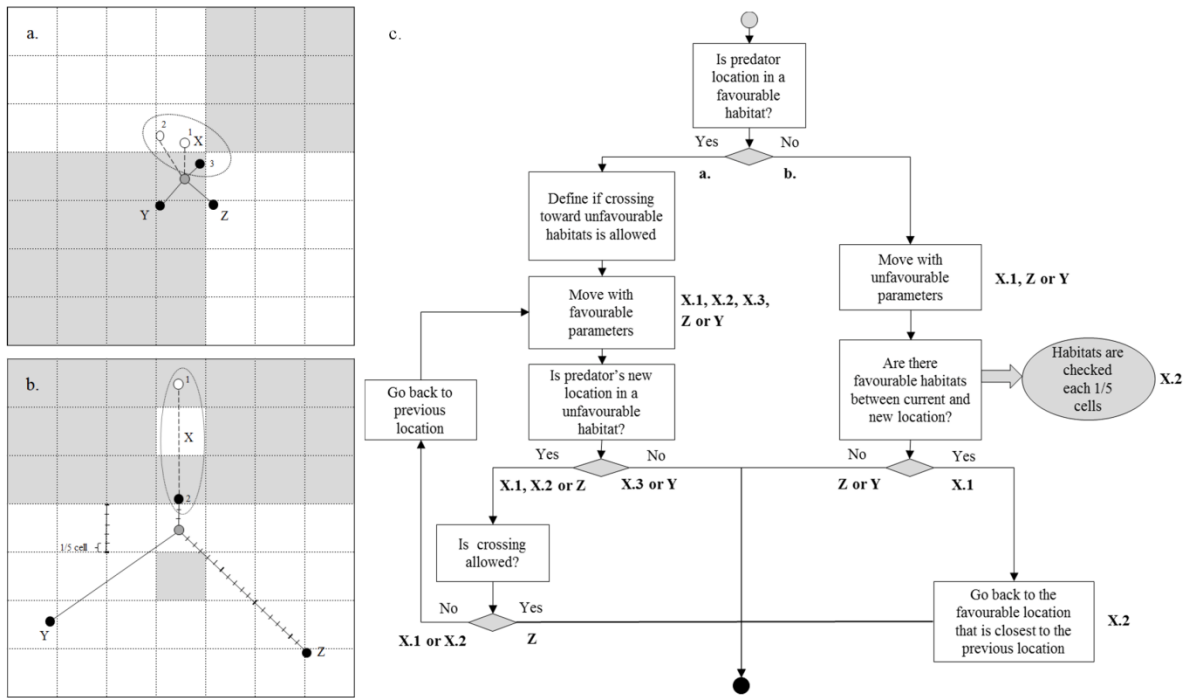 a.
2
1
X
3
Y
Z
b.
1
X
2
1/5 cell
Y
Z
c.
Is predator
location in a
favourable
habitat?
Yes
No
a.
b.
Define if crossing
toward unfavourable
habitats is allowed
Move with
favourable
parameters
X.1, X.2, X.3,
Z or Y
Is predator's new
location in a
unfavourable
habitat?
Go back to
previous
location
Yes
No
X.1, X.2 or Z
X.3 or Y
Is crossing
allowed?
No
Yes
X.1 or X.2
Z
Move with
unfavourable
parameters
X.1, Z or Y
Are there
favourable habitats
between current and
new location?
Habitats are
checked
each 1/5
cells
X.2
No
Yes
Z or Y
X.1
Go back to the
favourable location
that is closest to the
previous location
X.2